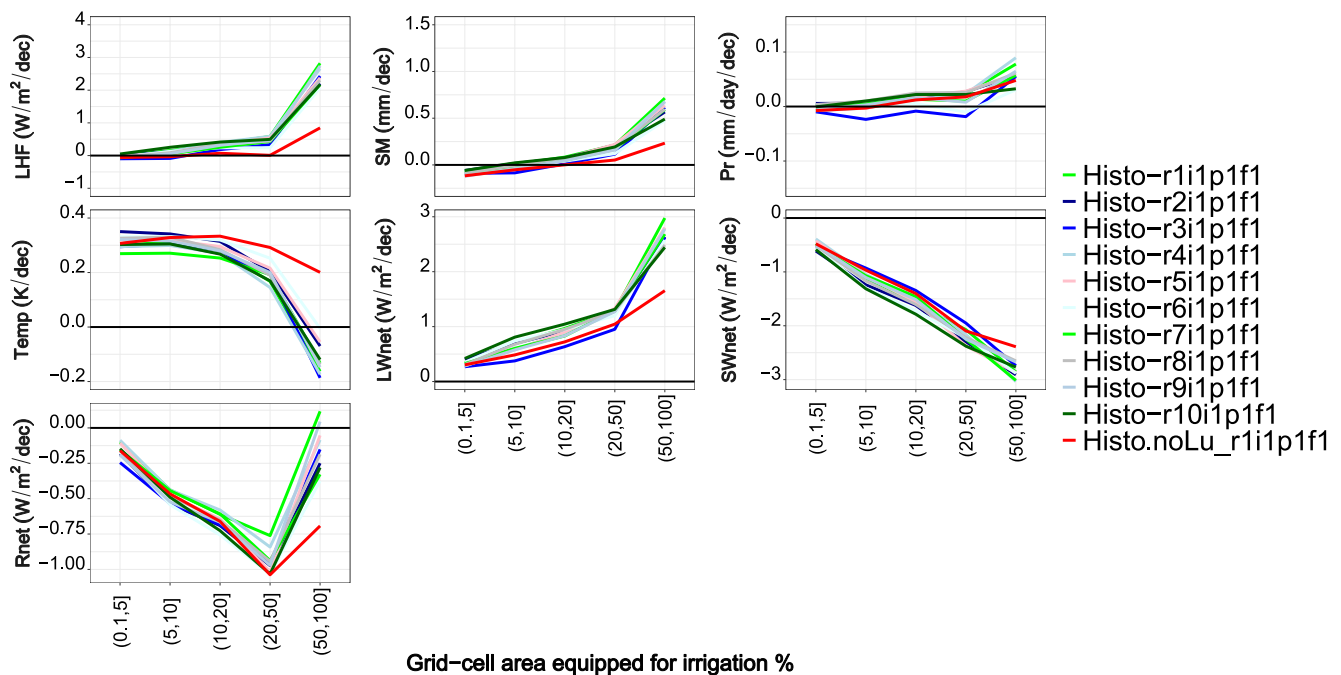 LHF (W/m²/dec)
4
3
2
1
0
−1
SM (mm/dec)
1.5
1.0
0.5
0.0
Pr (mm/day/dec)
0.1
0.0
−0.1
Temp (K/dec)
0.4
0.2
0.0
−0.2
LWnet (W/m²/dec)
3
2
1
0
SWnet (W/m²/dec)
0
−1
−2
−3
Rnet (W/m²/dec)
0.00
−0.25
−0.50
−0.75
−1.00
(0.1,5]
(5,10]
(10,20]
(20,50]
(50,100]
(0.1,5]
(5,10]
(10,20]
(20,50]
(50,100]
(0.1,5]
(5,10]
(10,20]
(20,50]
(50,100]
Grid−cell area equipped for irrigation %
Histo−r1i1p1f1
Histo−r2i1p1f1
Histo−r3i1p1f1
Histo−r4i1p1f1
Histo−r5i1p1f1
Histo−r6i1p1f1
Histo−r7i1p1f1
Histo−r8i1p1f1
Histo−r9i1p1f1
Histo−r10i1p1f1
Histo.noLu_r1i1p1f1